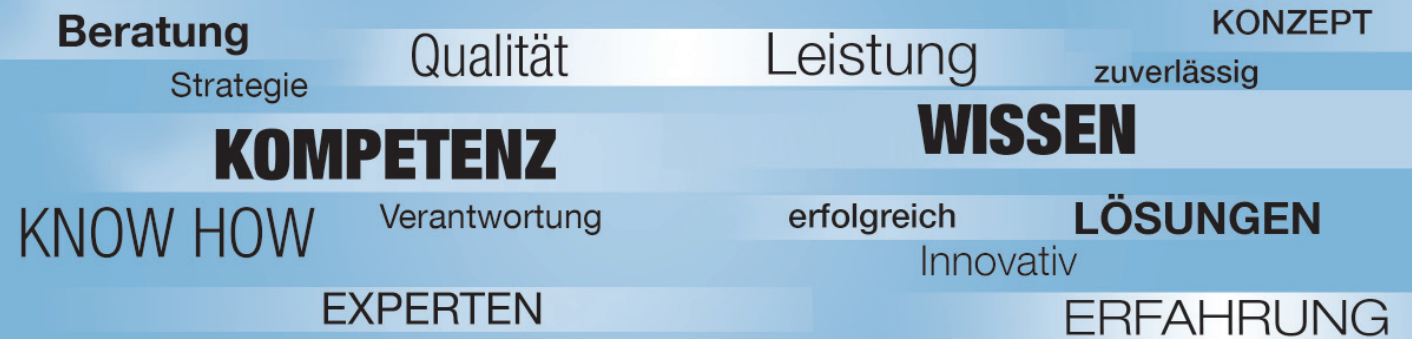 Beratung
Qualität
Leistung
KONZEPT
Strategie
zuverlässig
KOMPETENZ
WISSEN
KNOW HOW
Verantwortung
erfolgreich
LÖSUNGEN
Innovativ
EXPERTEN
ERFAHRUNG